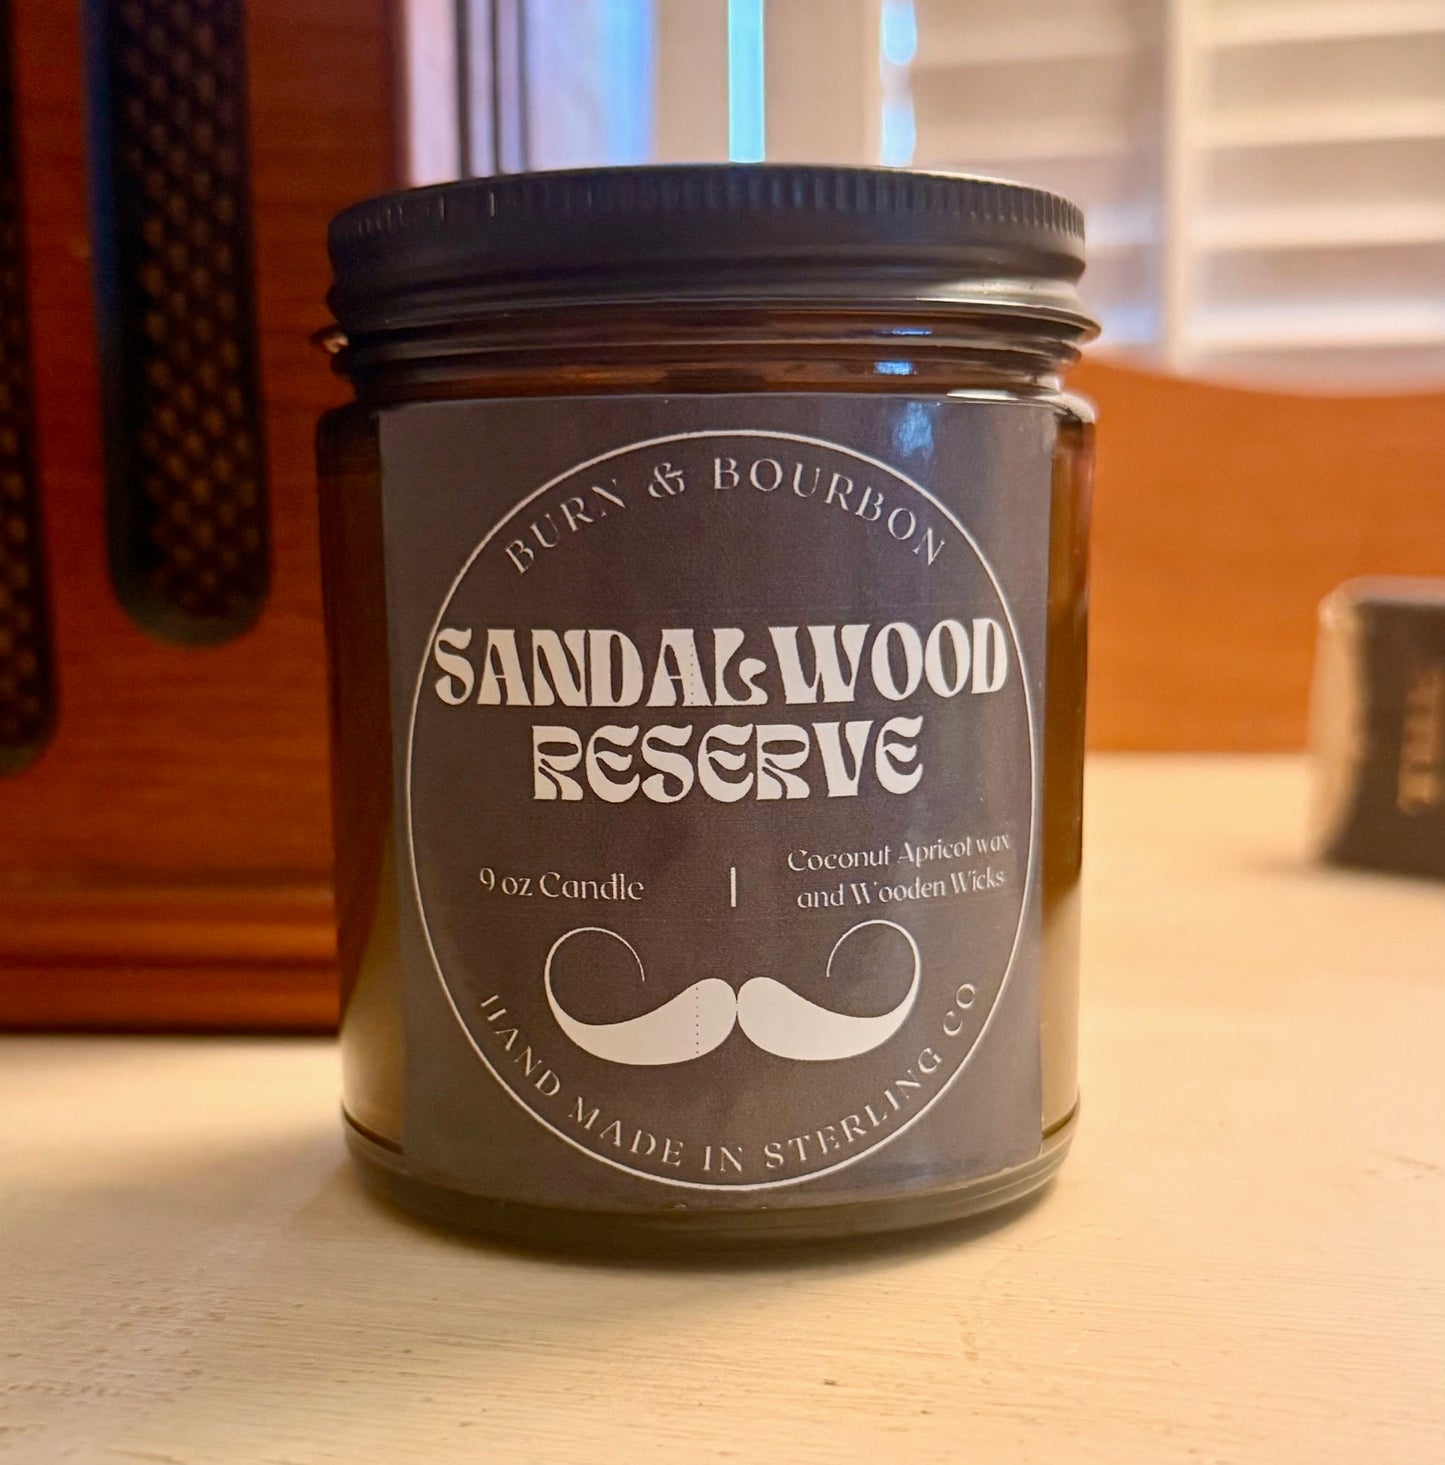 BURN & BOURBON
SANDALWOOD
RESERVE
9 oz Candle | Coconut Apricot wax
and Wooden Wicks
HAND MADE IN STERLING CO